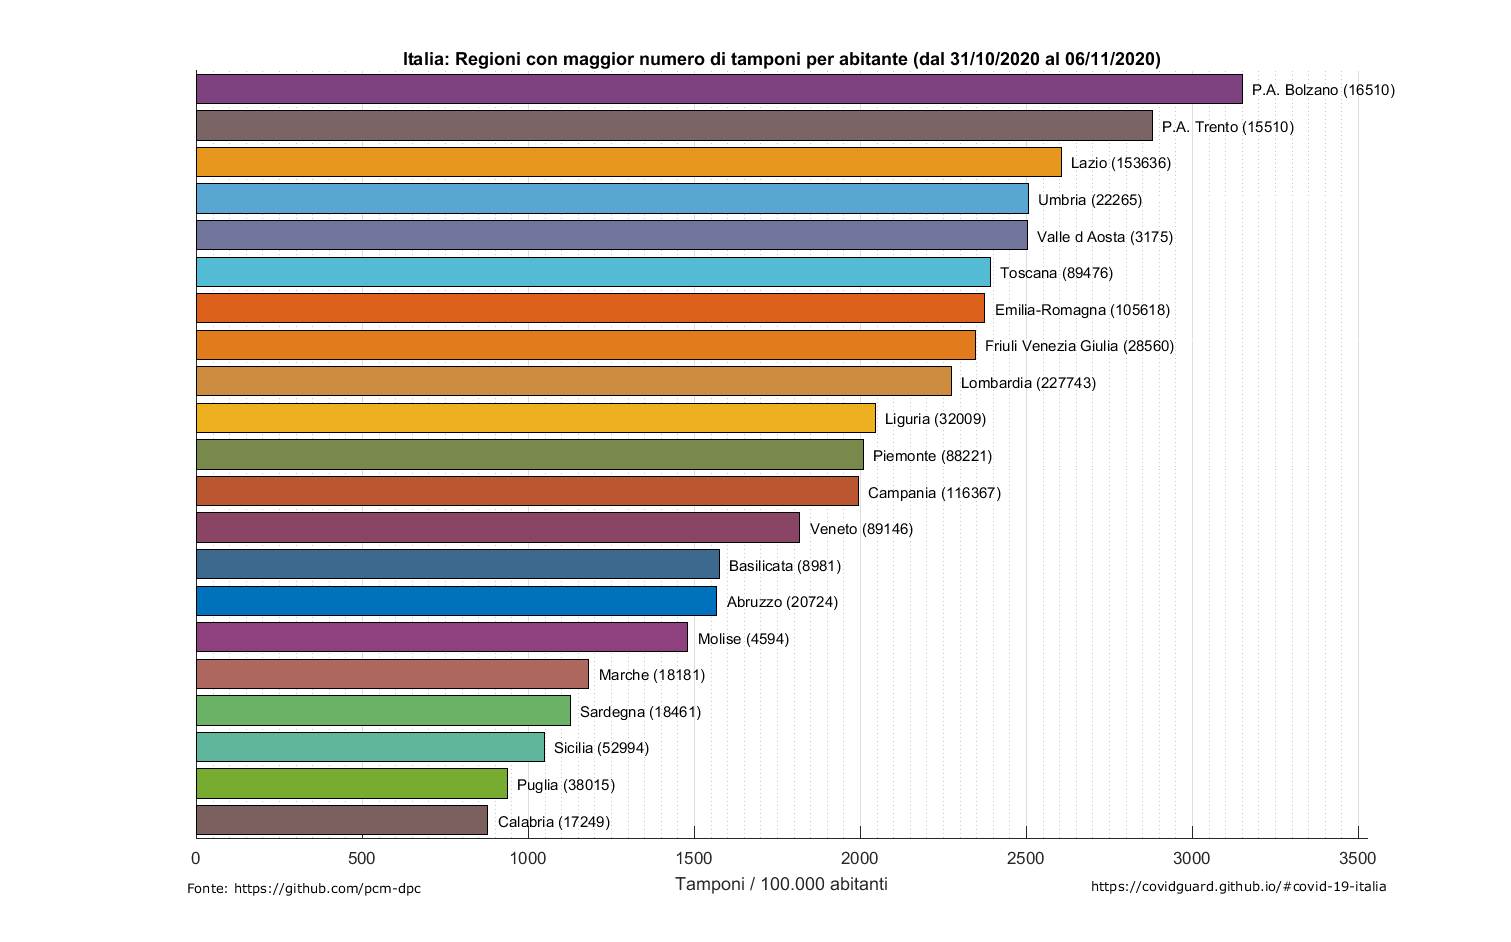 Italia: Regioni con maggior numero di tamponi per abitante (dal 31/10/2020 al 06/11/2020)
P.A. Bolzano (16510)
P.A. Trento (15510)
Lazio (153636)
Umbria (22265)
Valle d Aosta (3175)
Toscana (89476)
Emilia-Romagna (105618)
Friuli Venezia Giulia (28560)
Lombardia (227743)
Liguria (32009)
Piemonte (88221)
Campania (116367)
Veneto (89146)
Basilicata (8981)
Abruzzo (20724)
Molise (4594)
Marche (18181)
Sardegna (18461)
Sicilia (52994)
Puglia (38015)
Calabria (17249)
0 500 1000 1500 2000 2500 3000 3500
Tamponi / 100.000 abitanti
Fonte: https://github.com/pcm-dpc
https://covidguard.github.io/#covid-19-italia